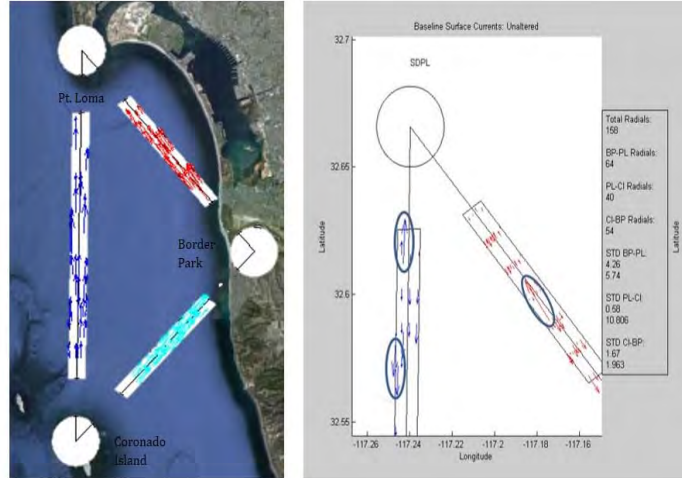 Pt. Loma
Border
Park
Coronado
Island
Baseline Surface Currents: Unaltered
SDPL
32.7
32.65
32.6
32.55
Latitude
-117.26
-117.24
-117.22
-117.2
-117.18
-117.16
Longitude
Latitude
Total Radials:
158
BP-PL Radials:
64
PL-CI Radials:
40
CI-BP Radials:
54
STD BP-PL:
4.26
5.74
STD PL-CI:
0.58
10.806
STD CI-BP:
1.67
1.963